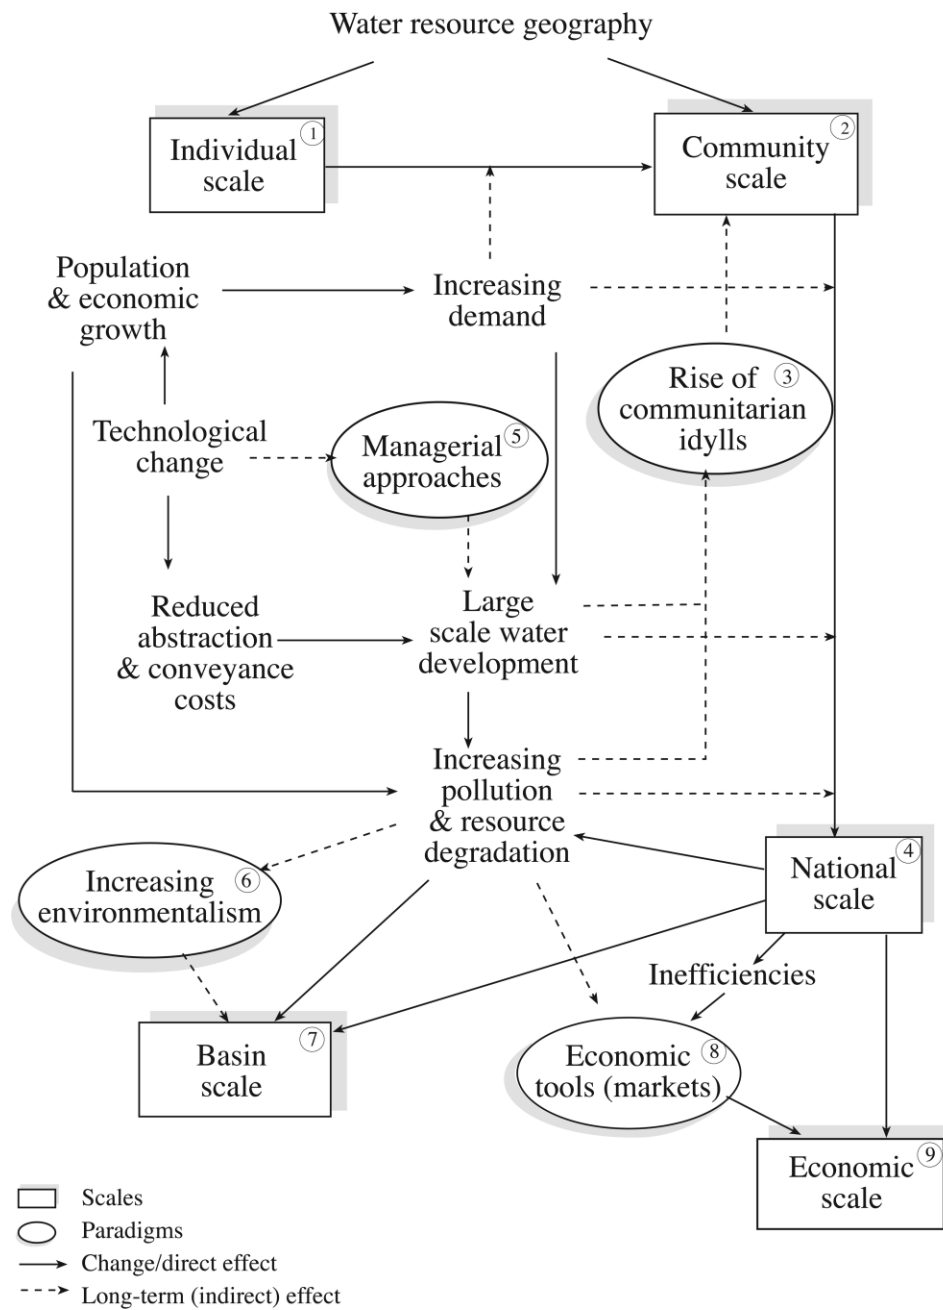 Water resource geography
Individual
scale
1
Community
scale
2
Population
& economic
growth
Increasing
demand
Rise of
communitarian
idylls
3
Technological
change
Managerial
approaches
5
Reduced
abstraction
& conveyance
costs
Large
scale water
development
Increasing
pollution
& resource
degradation
National
scale
4
Increasing
environmentalism
6
Inefficiencies
Basin
scale
7
Economic
tools (markets)
8
Economic
scale
9
Scales
Paradigms
Change/direct effect
Long-term (indirect) effect